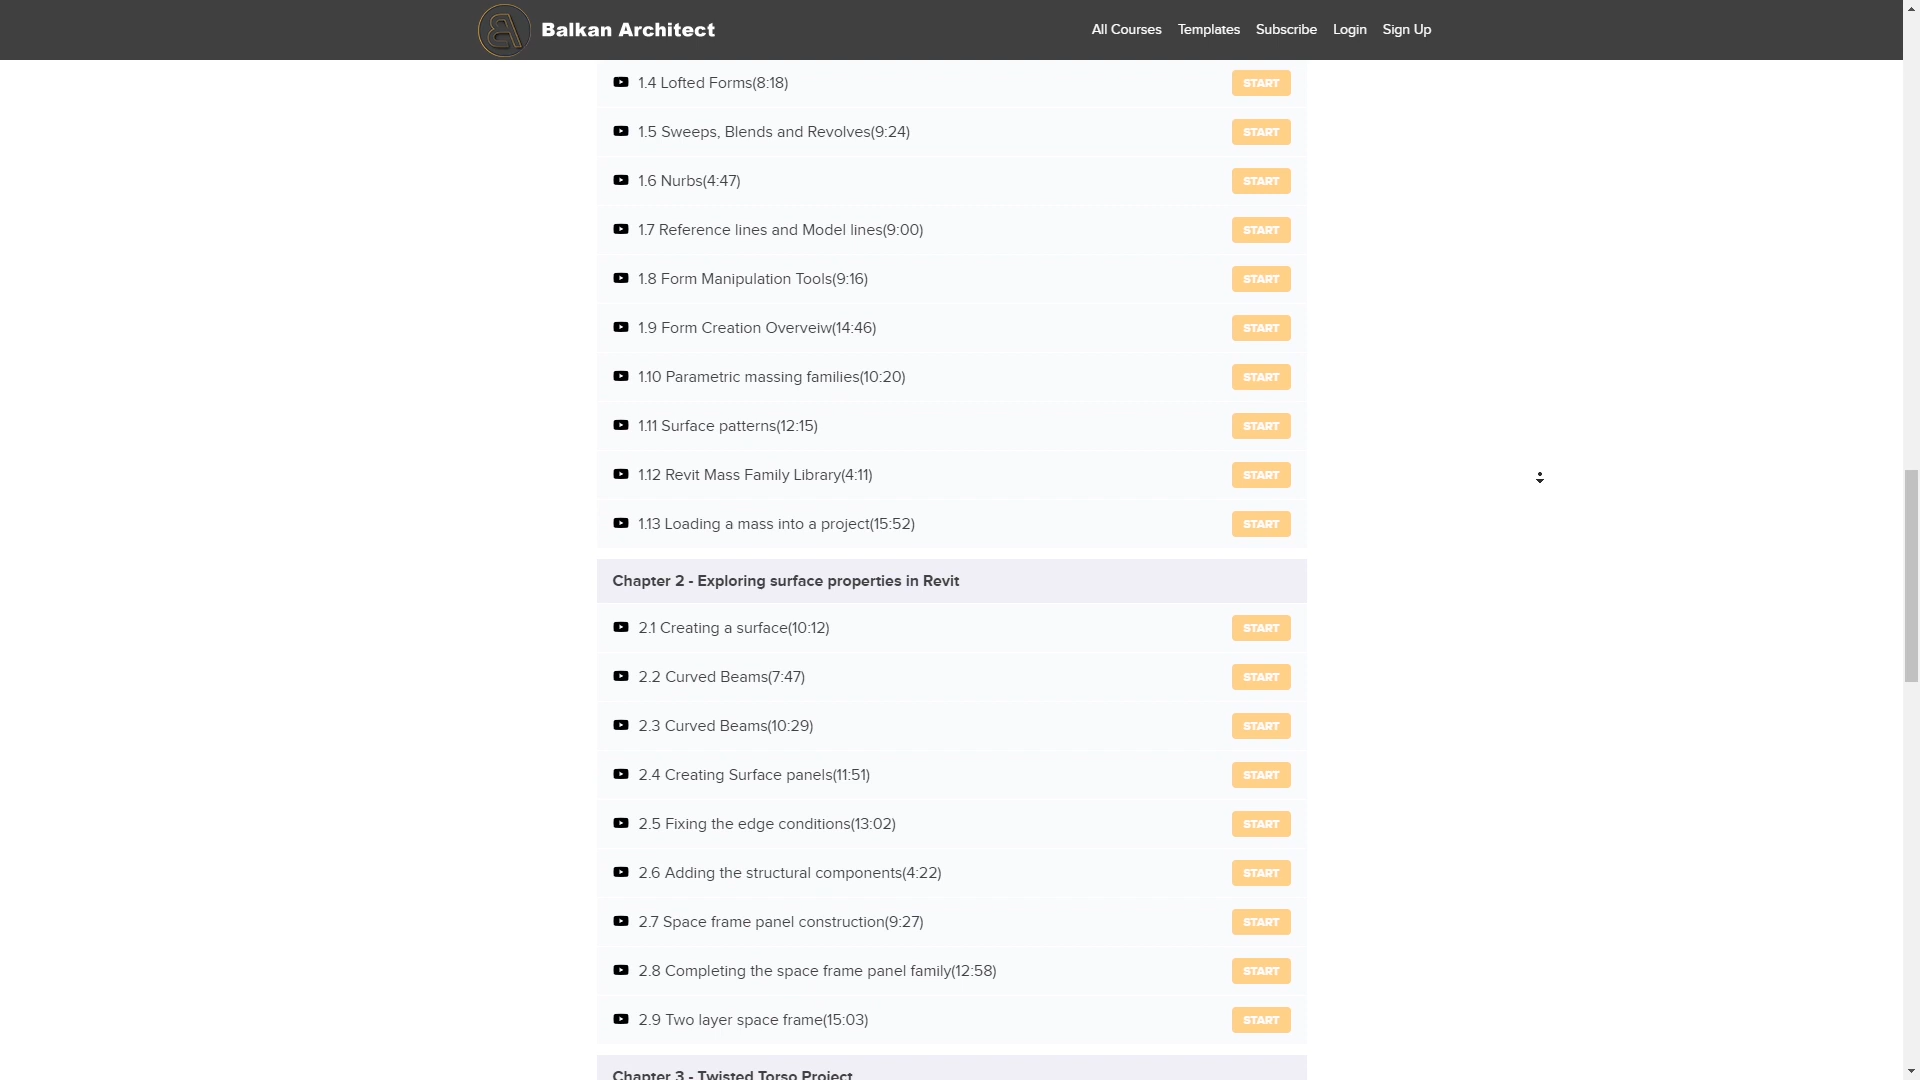 Balkan Architect
All Courses Templates Subscribe Login Sign Up
1.4 Lofted Forms(8:18) START
1.5 Sweeps, Blends and Revolves(9:24) START
1.6 Nurbs(4:47) START
1.7 Reference lines and Model lines(9:00) START
1.8 Form Manipulation Tools(9:16) START
1.9 Form Creation Overveiw(14:46) START
1.10 Parametric massing families(10:20) START
1.11 Surface patterns(12:15) START
1.12 Revit Mass Family Library(4:11) START
1.13 Loading a mass into a project(15:52) START
Chapter 2 - Exploring surface properties in Revit
2.1 Creating a surface(10:12) START
2.2 Curved Beams(7:47) START
2.3 Curved Beams(10:29) START
2.4 Creating Surface panels(11:51) START
2.5 Fixing the edge conditions(13:02) START
2.6 Adding the structural components(4:22) START
2.7 Space frame panel construction(9:27) START
2.8 Completing the space frame panel family(12:58) START
2.9 Two layer space frame(15:03) START
Chapter 3 - Twisted Torso Project